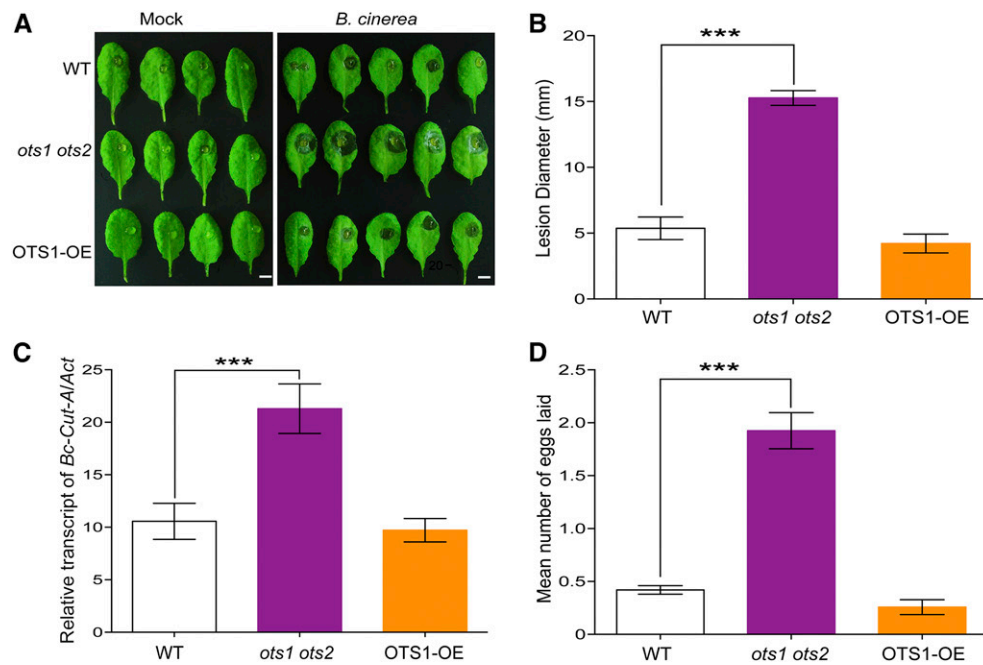 A
Mock
B. cinerea
WT
ots1 ots2
OTS1-OE
20
B
Lesion Diameter (mm)
20
15
10
5
0
***
WT
ots1 ots2
OTS1-OE
C
Relative transcript of Bc-Cut-A/Act
25
20
15
10
5
0
***
WT
ots1 ots2
OTS1-OE
D
Mean number of eggs laid
2.5
2.0
1.5
1.0
0.5
0
***
WT
ots1 ots2
OTS1-OE